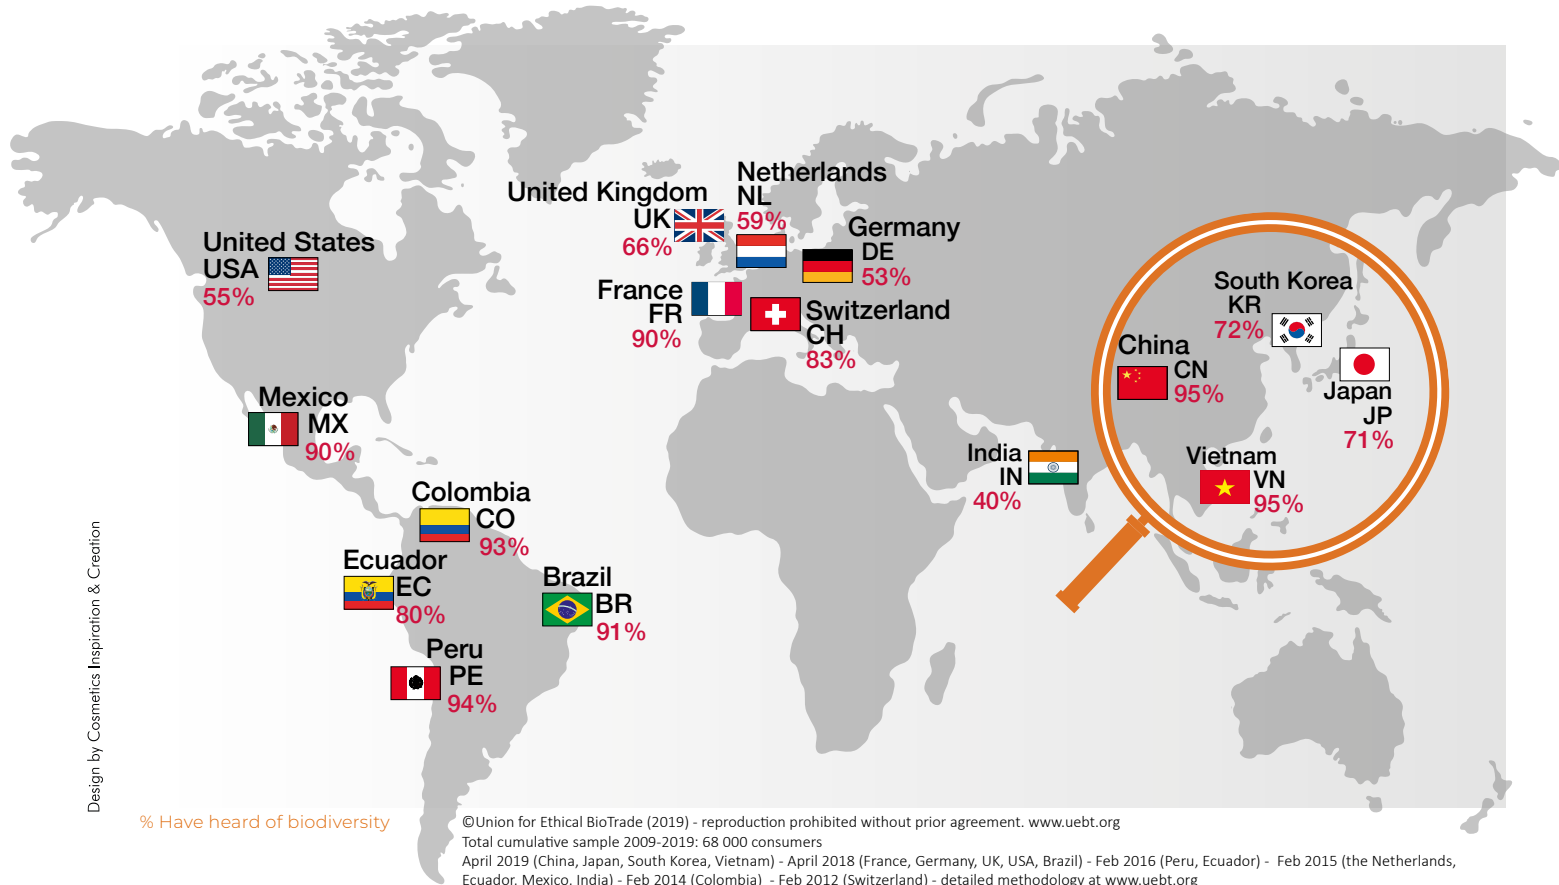 Netherlands
NL
59%
United Kingdom
UK
66%
Germany
DE
53%
United States
USA
55%
France
FR
90%
Switzerland
CH
83%
South Korea
KR
72%
China
CN
95%
Japan
JP
71%
Mexico
MX
90%
India
IN
40%
Vietnam
VN
95%
Colombia
CO
93%
Ecuador
EC
80%
Brazil
BR
91%
Peru
PE
94%
Design by Cosmetics Inspiration & Creation
% Have heard of biodiversity
©Union for Ethical BioTrade (2019) - reproduction prohibited without prior agreement. www.uebt.org
Total cumulative sample 2009-2019: 68 000 consumers
April 2019 (China, Japan, South Korea, Vietnam) - April 2018 (France, Germany, UK, USA, Brazil) - Feb 2016 (Peru, Ecuador) - Feb 2015 (the Netherlands,
Ecuador, Mexico, India) - Feb 2014 (Colombia) - Feb 2012 (Switzerland) - detailed methodology at www.uebt.org